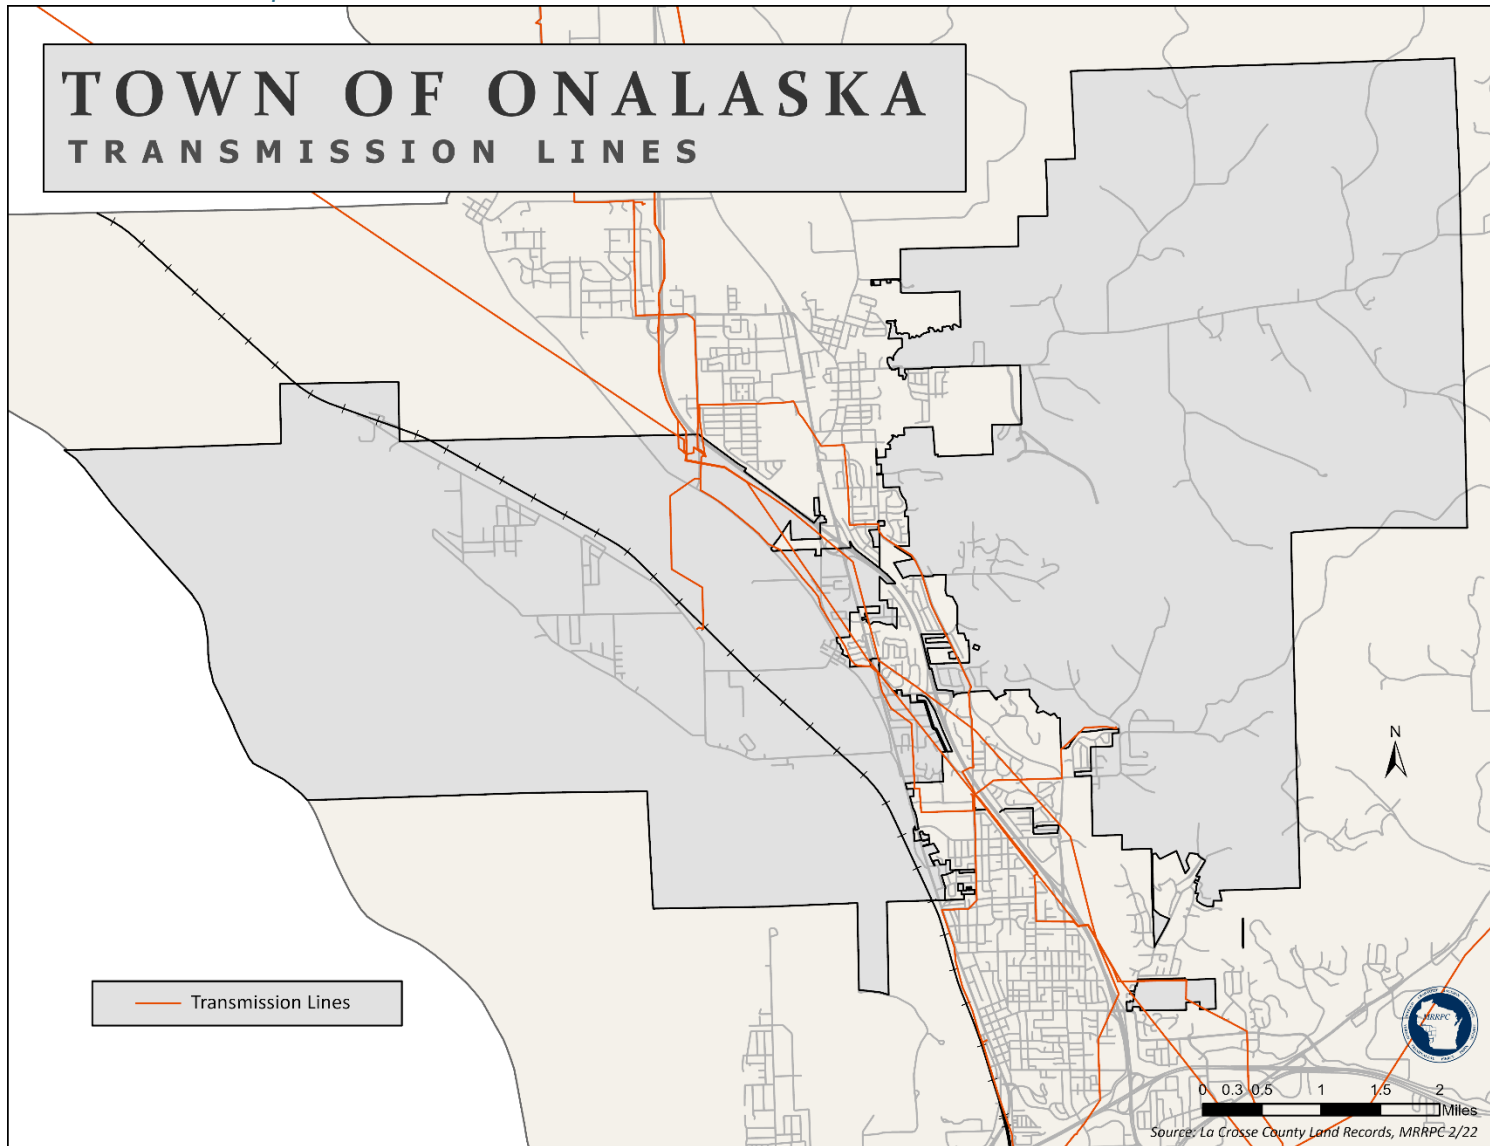 TOWN OF ONALASKA
TRANSMISSION LINES
N
Transmission Lines
MRRPC
0 0.3 0.5 1 1.5 2
Miles
Source: La Crosse County Land Records, MRRPC 2/22